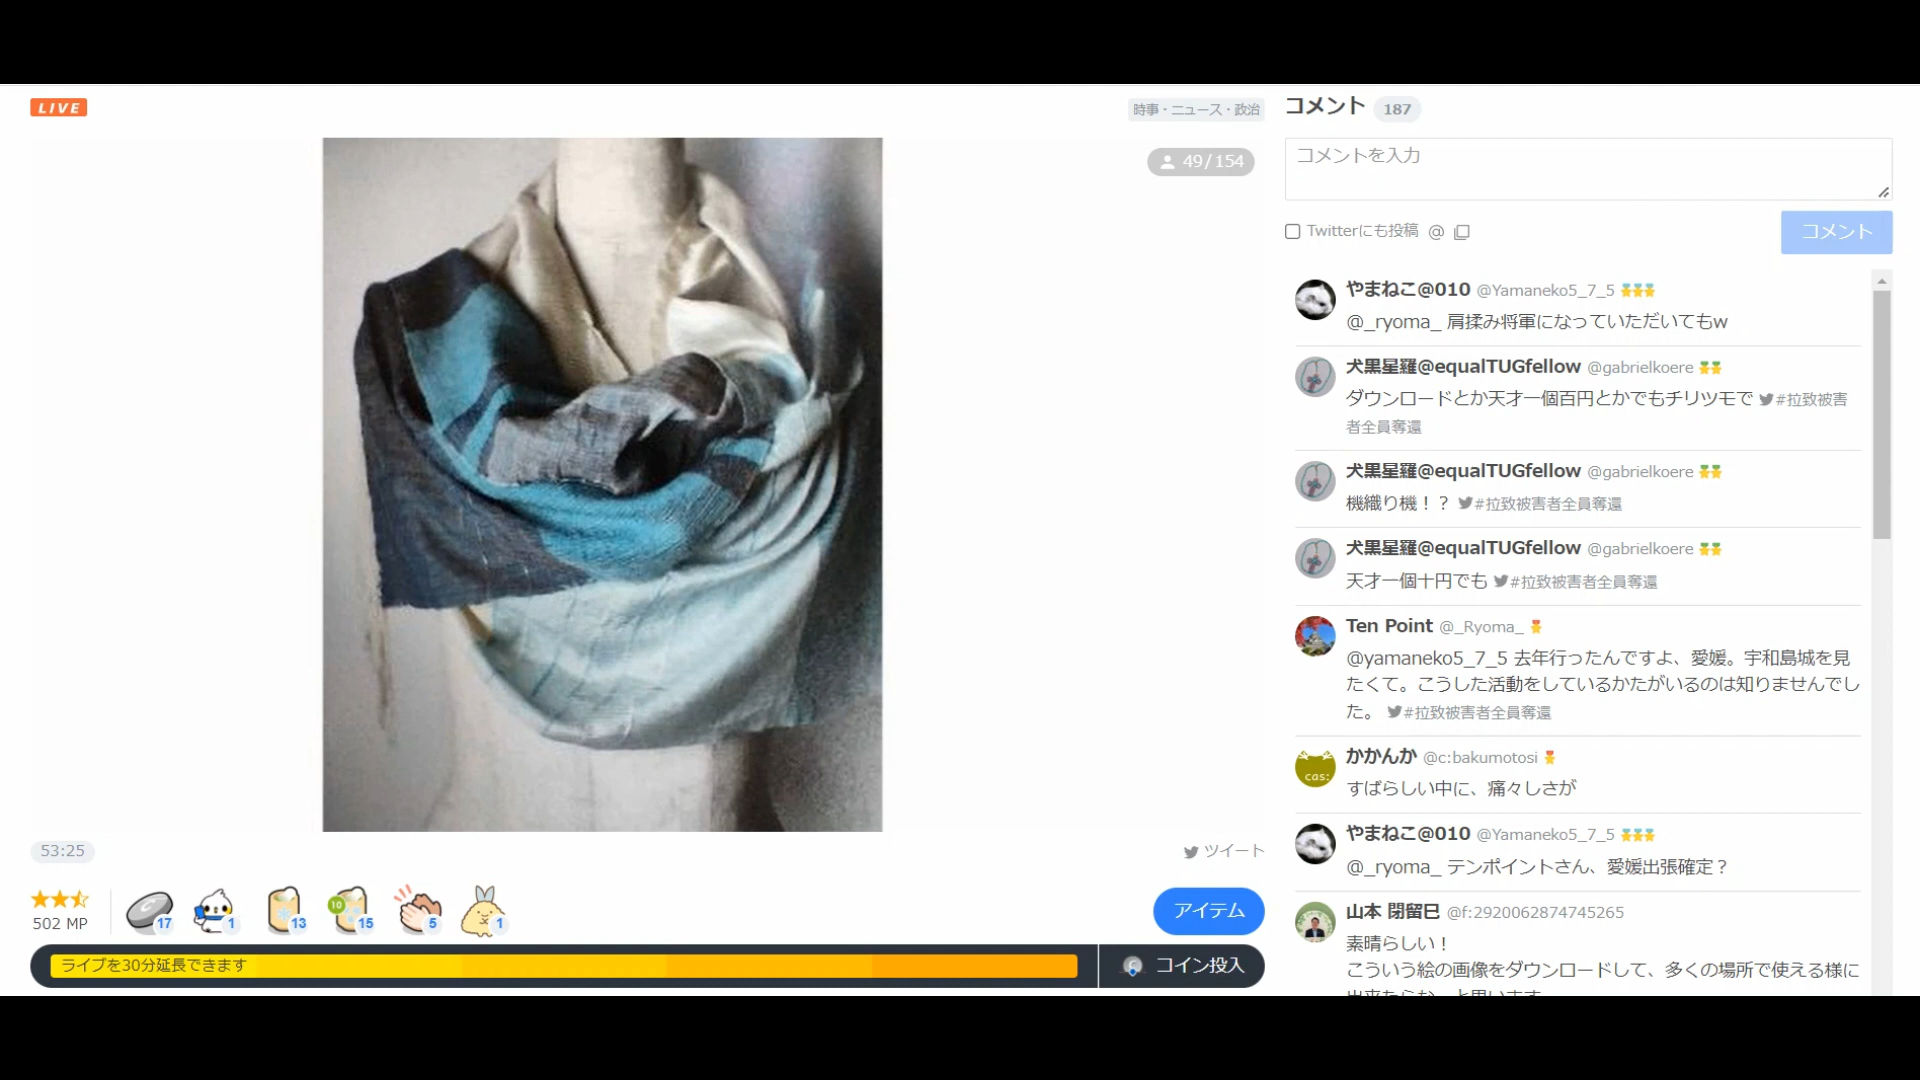 LIVE
時事・ニュース・政治
49/154
53:25
ツイート
502 MP
17
1
13
10
15
5
1
アイテム
ライブを30分延長できます
コイン投入
コメント 187
コメントを入力
Twitterにも投稿 @
コメント
やまねこ@010 @Yamaneko5_7_5
@_ryoma_ 肩揉み将軍になっていただいてもw
犬黒星羅@equalTUGfellow @gabrielkoere
ダウンロードとか天才一個百円とかでもチリツモで #拉致被害
者全員奪還
犬黒星羅@equalTUGfellow @gabrielkoere
機織り機！？ #拉致被害者全員奪還
犬黒星羅@equalTUGfellow @gabrielkoere
天才一個十円でも #拉致被害者全員奪還
Ten Point @_Ryoma_
@yamaneko5_7_5 去年行ったんですよ、愛媛。宇和島城を見
たくて。こうした活動をしているかたがいるのは知りませんでし
た。 #拉致被害者全員奪還
かかんか @c:bakumotosi
cas:
すばらしい中に、痛々しさが
やまねこ@010 @Yamaneko5_7_5
@_ryoma_ テンポイントさん、愛媛出張確定？
山本 閉留巳 @f:2920062874745265
素晴らしい！
こういう絵の画像をダウンロードして、多くの場所で使える様に